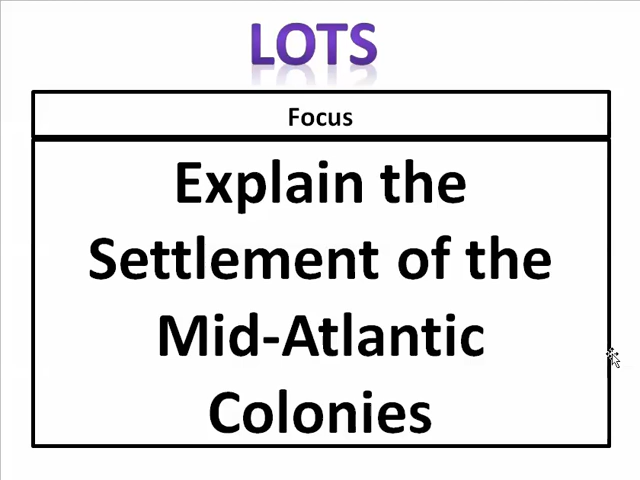 LOTS
Focus
Explain the
Settlement of the
Mid-Atlantic
Colonies